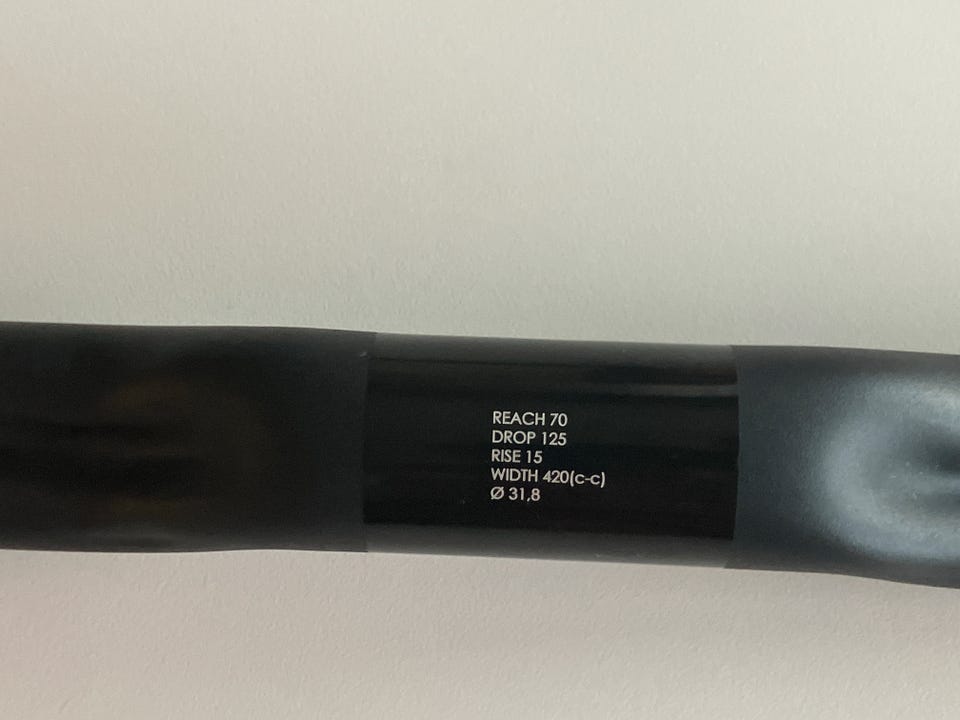 REACH 70
DROP 125
RISE 15
WIDTH 420(c-c)
Ø 31,8